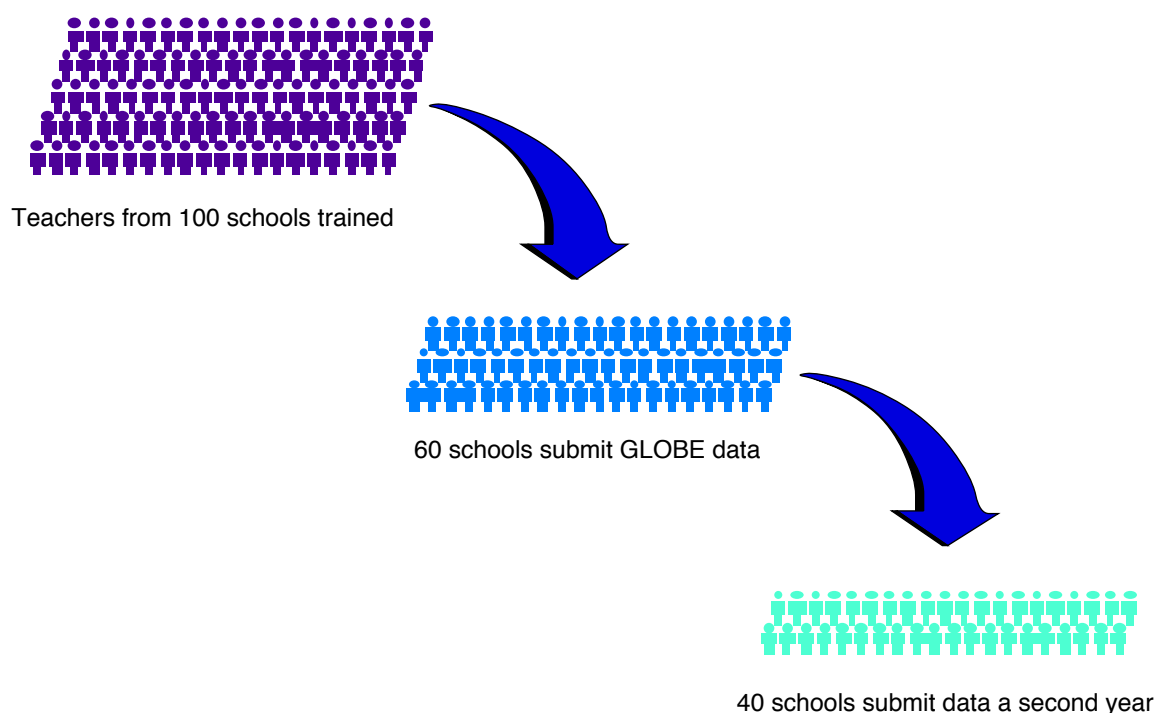 Teachers from 100 schools trained
60 schools submit GLOBE data
40 schools submit data a second year